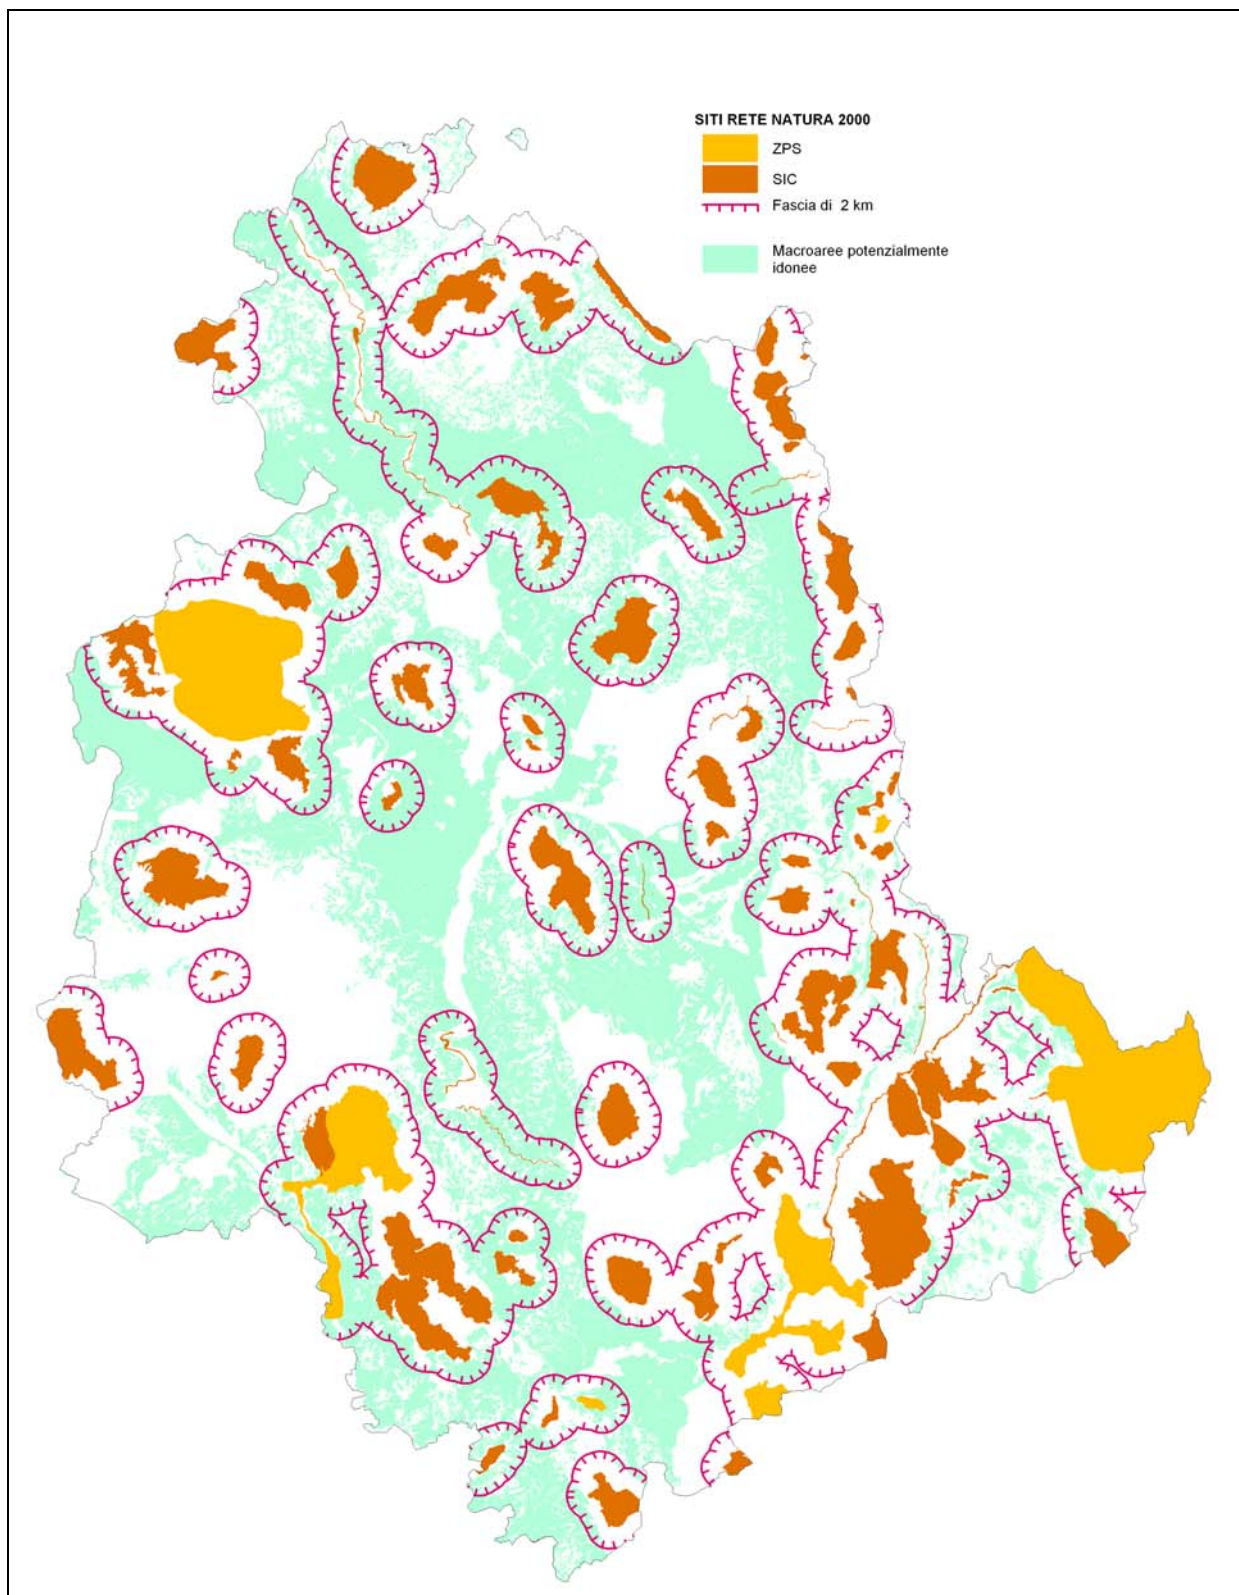 SITI RETE NATURA 2000
ZPS
SIC
Fascia di 2 km
Macroaree potenzialmente
idonee